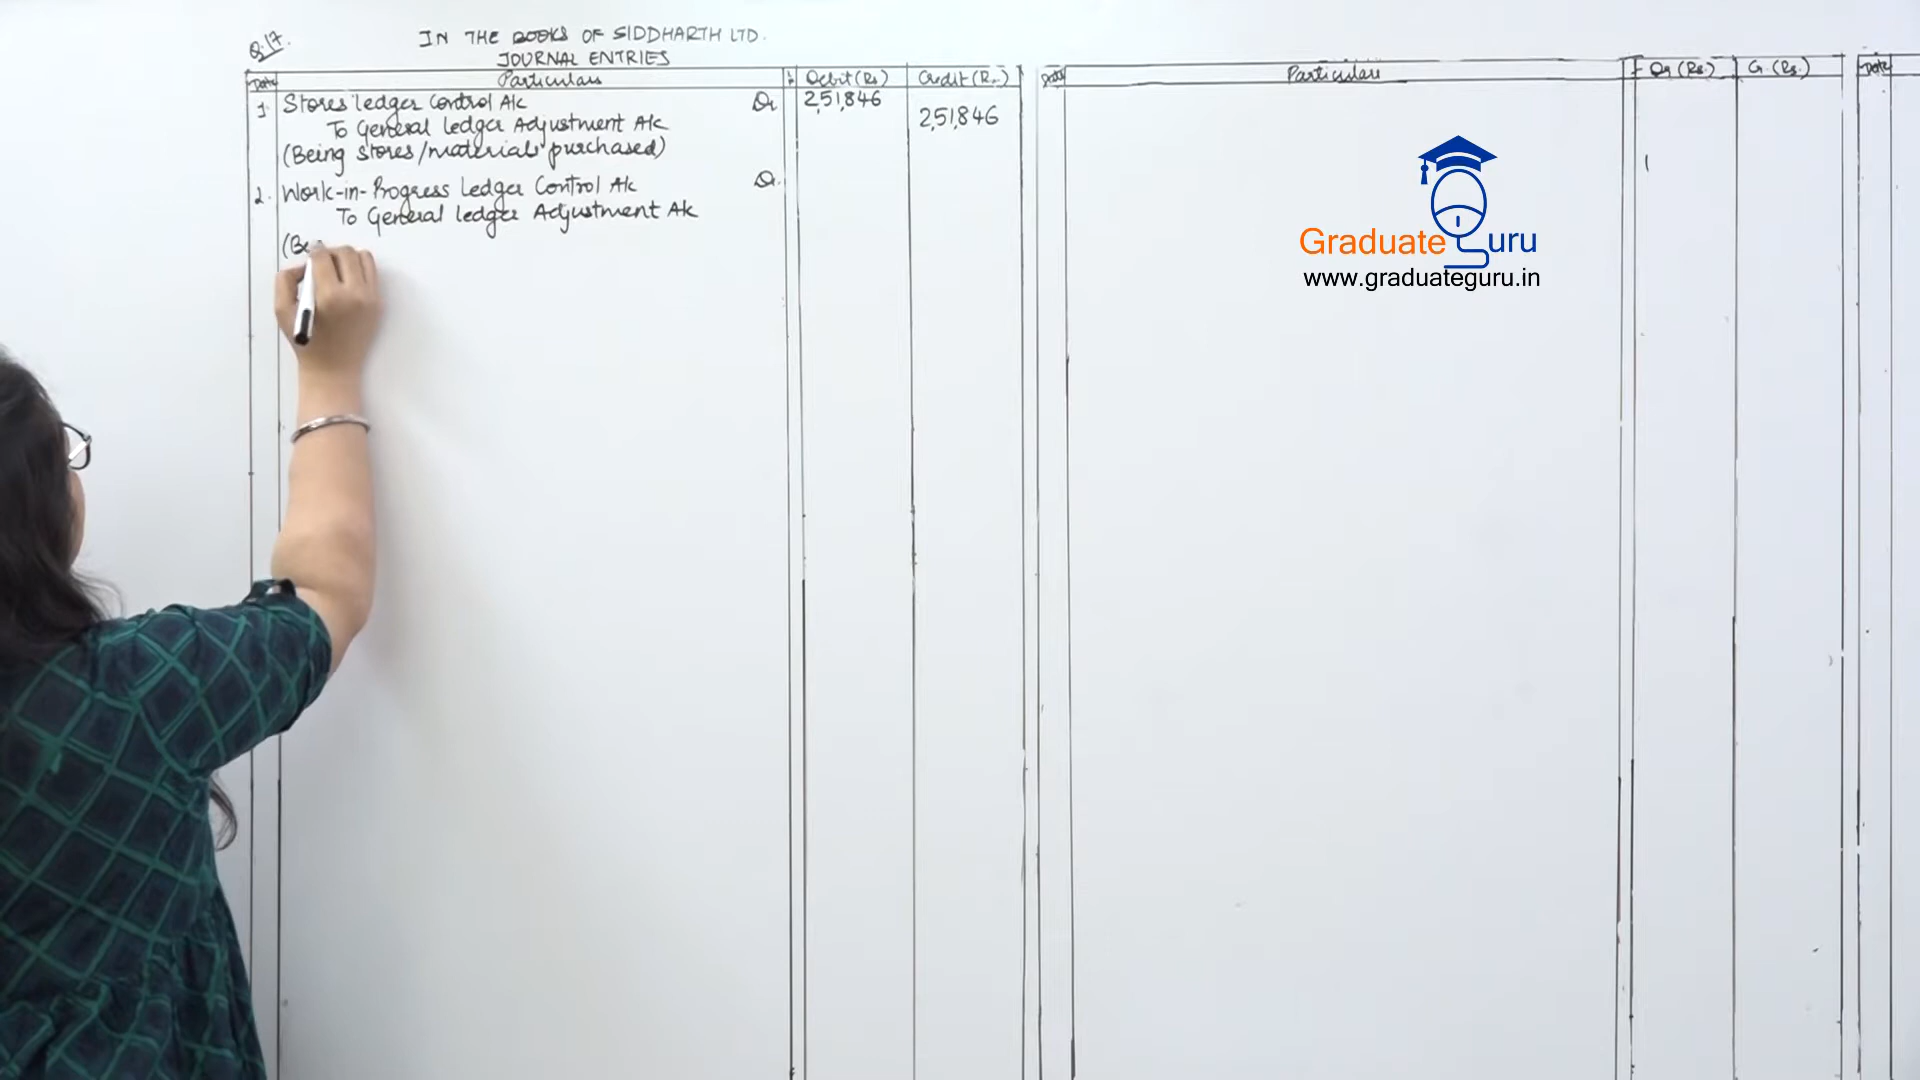 Q.17.
IN THE BOOKS OF SIDDHARTH LTD.
JOURNAL ENTRIES
Date Particulars Debit (Rs) Credit (Rs.)
1. Stores ledger Control A/c Dr 2,51,846
To General ledger Adjustment A/c 2,51,846
(Being stores/materials purchased)
2. Work-in-Progress Ledger Control A/c Dr.
To General ledger Adjustment A/c
(Be
Date Particulars F Dr (Rs.) Cr. (Rs.)
Date
Graduate Guru
www.graduateguru.in